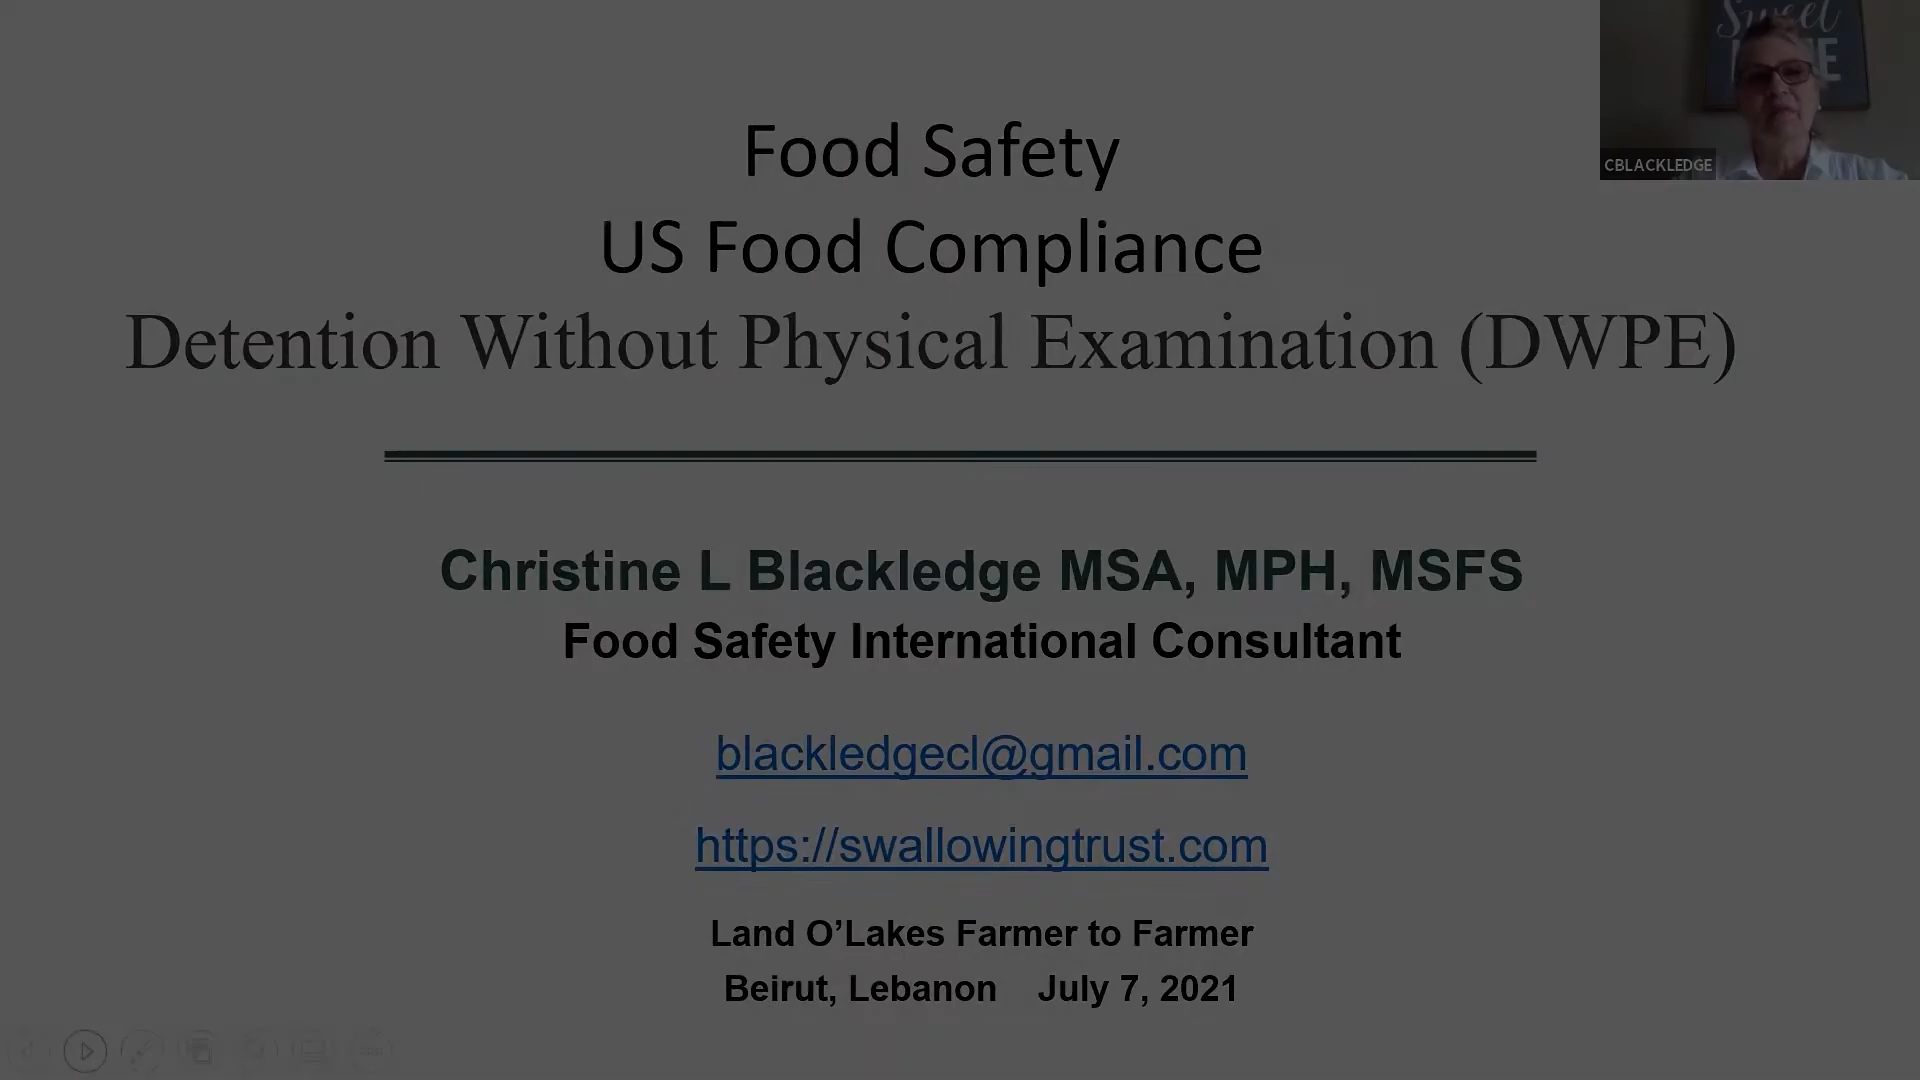 Food Safety
US Food Compliance
Detention Without Physical Examination (DWPE)
Christine L Blackledge MSA, MPH, MSFS
Food Safety International Consultant
blackledgecl@gmail.com
https://swallowingtrust.com
Land O’Lakes Farmer to Farmer
Beirut, Lebanon July 7, 2021
Sweet
CBLACKLEDGE